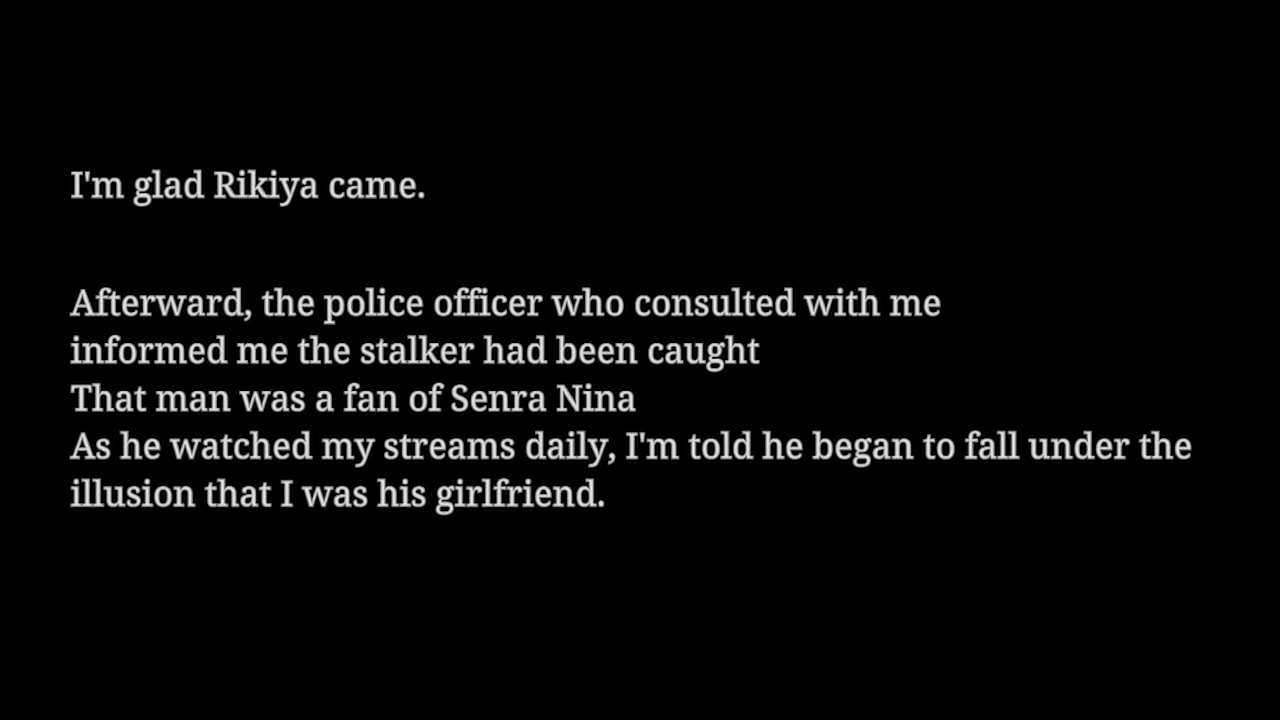 I'm glad Rikiya came.
Afterward, the police officer who consulted with me
informed me the stalker had been caught
That man was a fan of Senra Nina
As he watched my streams daily, I'm told he began to fall under the
illusion that I was his girlfriend.